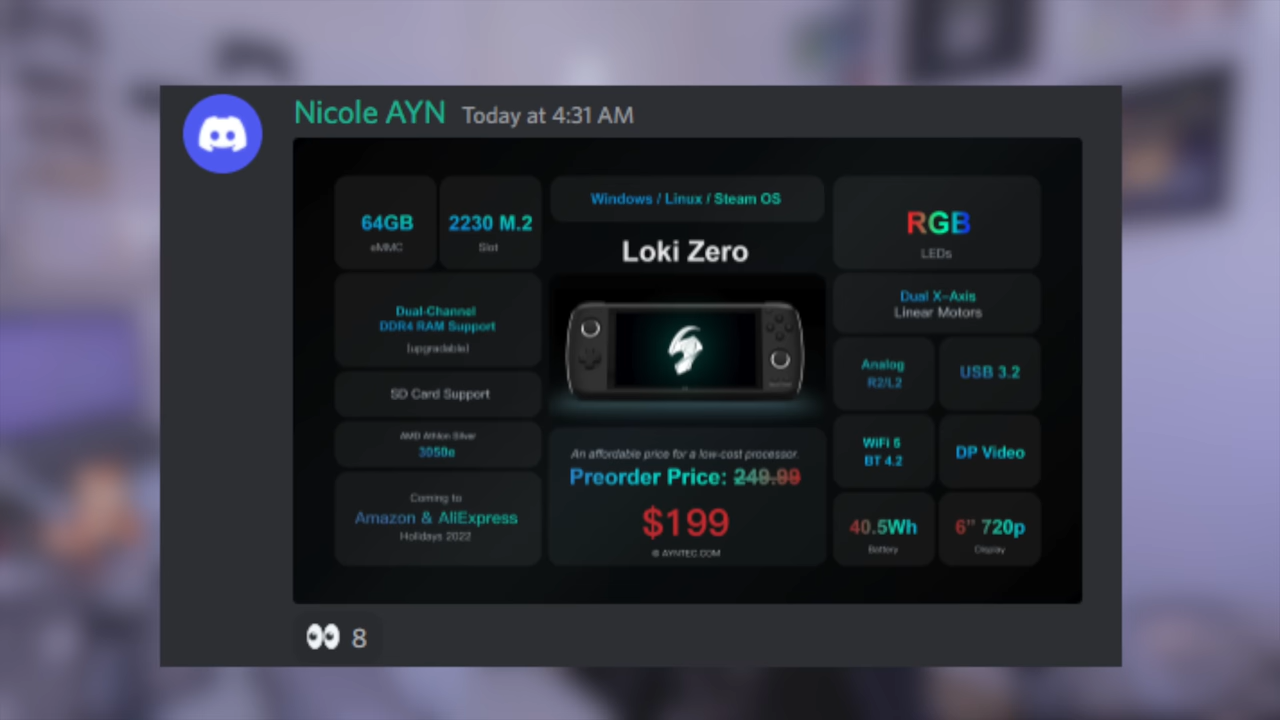 Nicole AYN Today at 4:31 AM
64GB
eMMC
2230 M.2
Slot
Dual-Channel
DDR4 RAM Support
[upgradable]
SD Card Support
AMD Athlon Silver
3050e
Coming to
Amazon & AliExpress
Holidays 2022
Windows / Linux / Steam OS
Loki Zero
An affordable price for a low-cost processor.
Preorder Price: 249.99
$199
@ AYNTEC.COM
RGB
LEDs
Dual X-Axis
Linear Motors
Analog
R2/L2
USB 3.2
WiFi 5
BT 4.2
DP Video
40.5Wh
Battery
6" 720p
Display
8